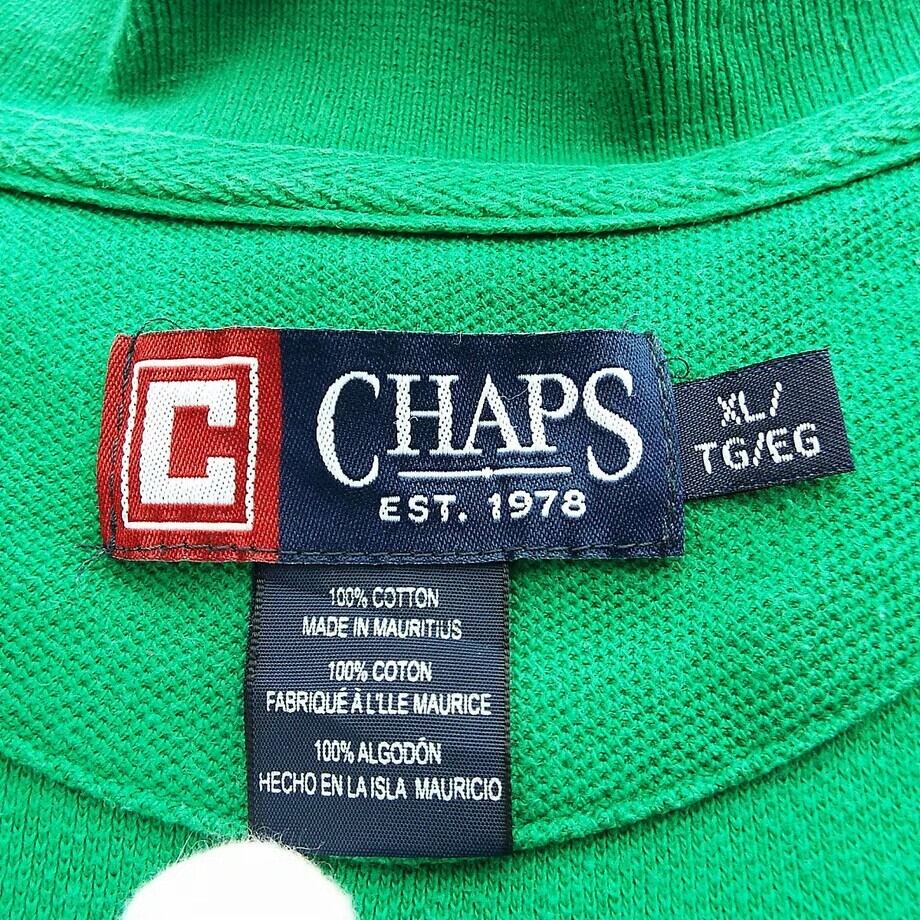 C
CHAPS
EST. 1978
XL/
TG/EG
100% COTTON
MADE IN MAURITIUS
100% COTON
FABRIQUÉ À L'LLE MAURICE
100% ALGODÓN
HECHO EN LA ISLA MAURICIO